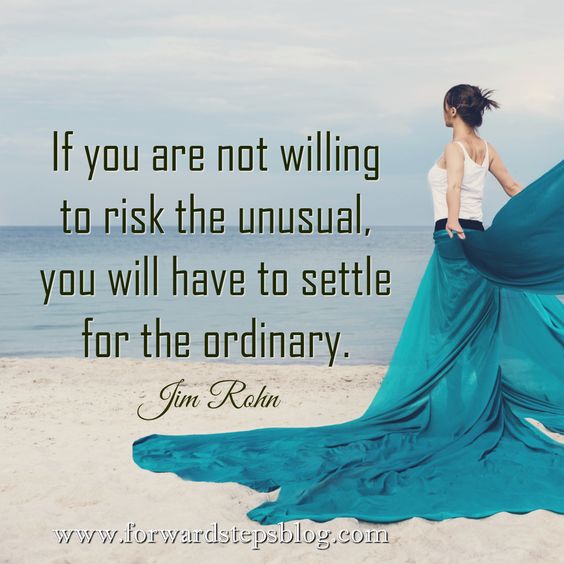 If you are not willing
to risk the unusual,
you will have to settle
for the ordinary.
Jim Rohn
www.forwardstepsblog.com